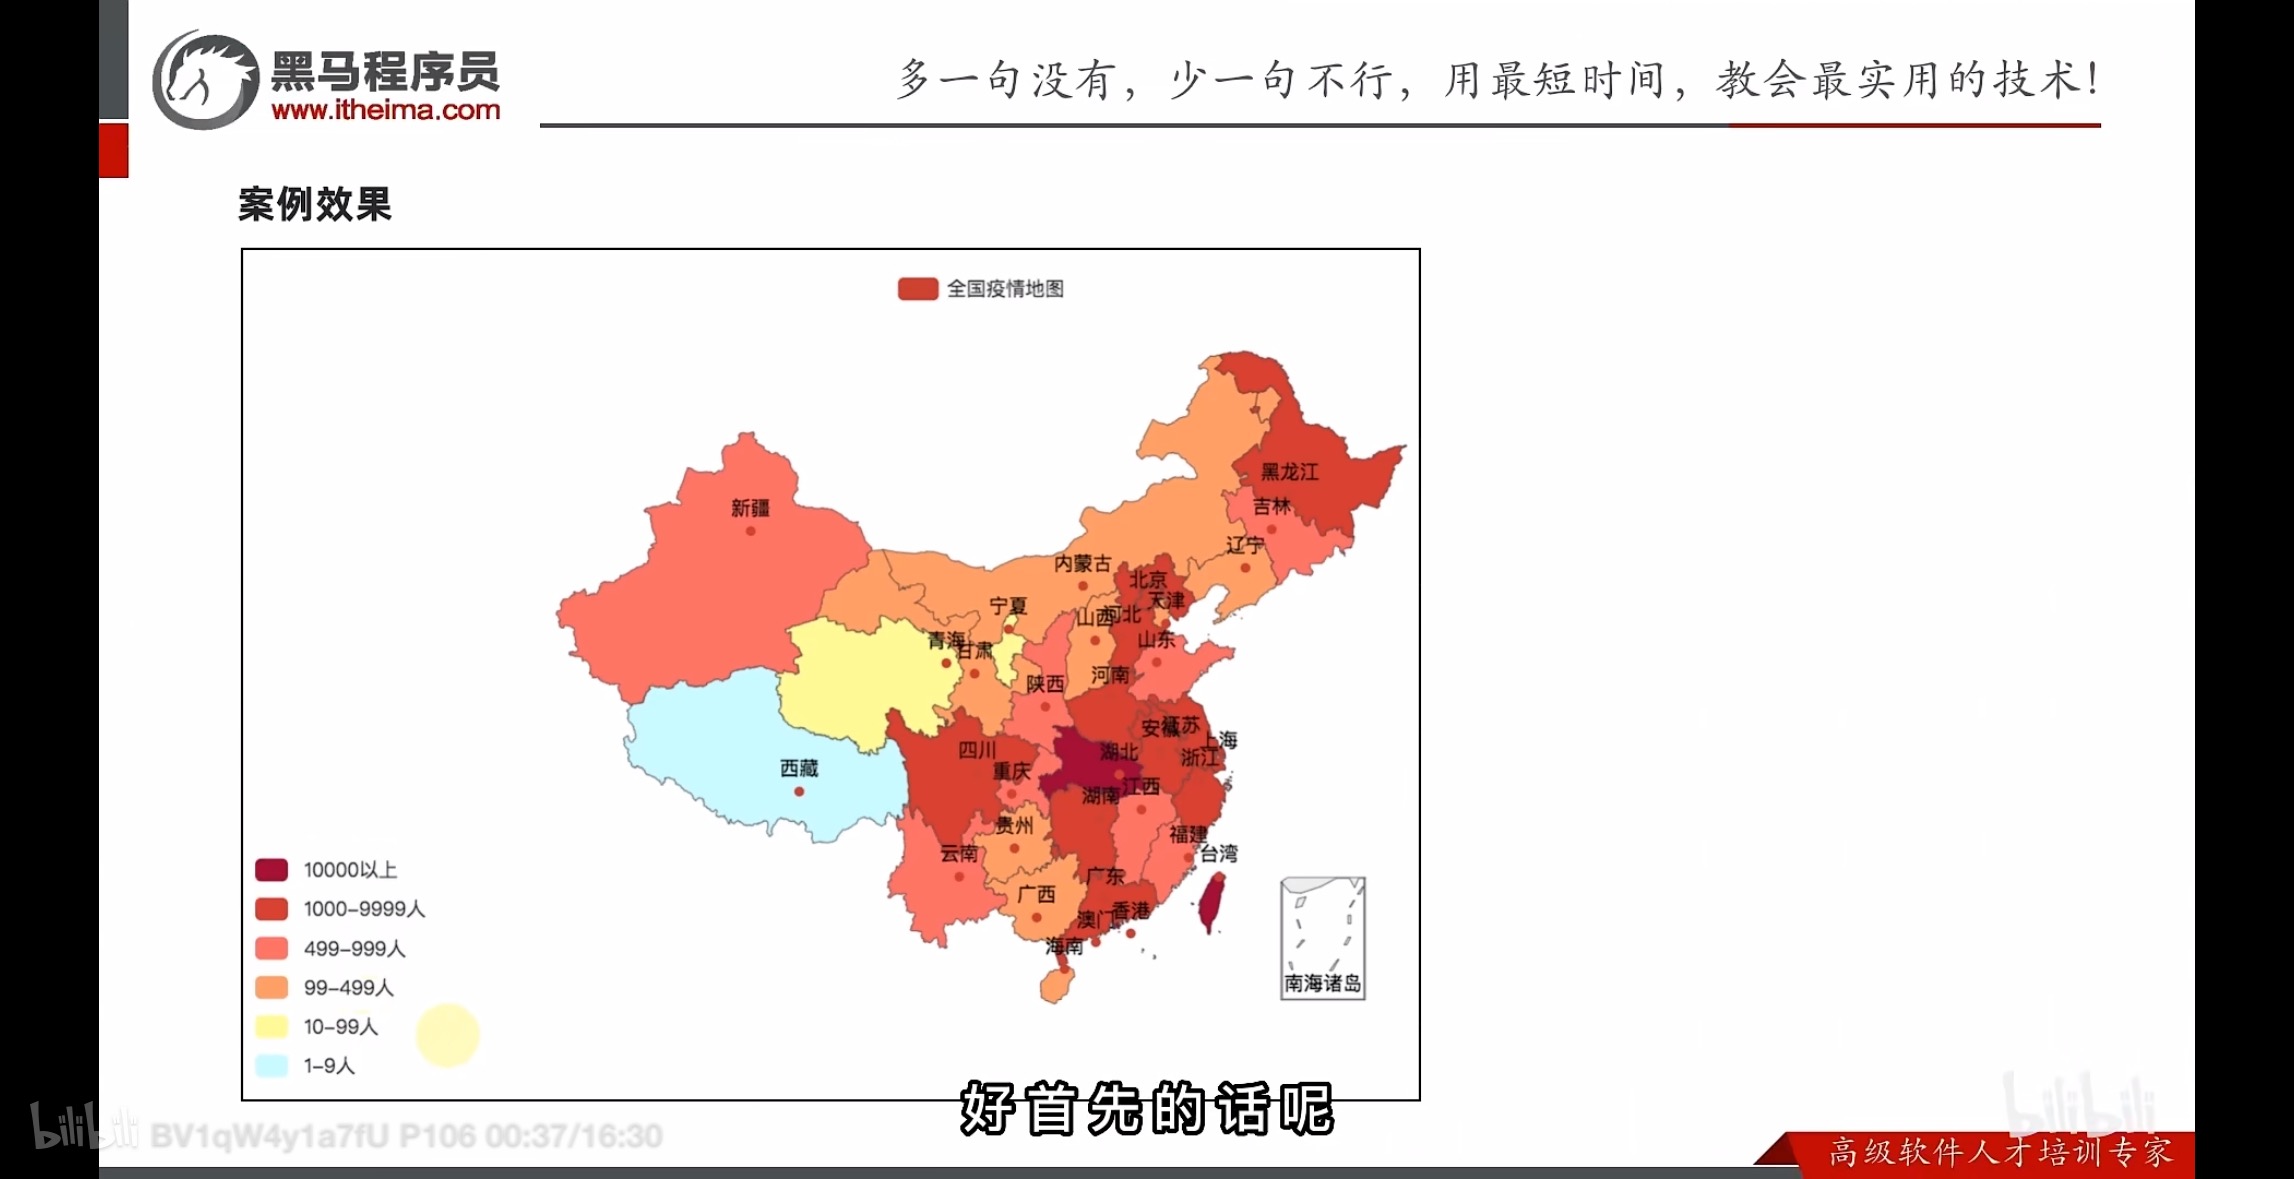 黑马程序员
www.itheima.com
多一句没有，少一句不行，用最短时间，教会最实用的技术！
案例效果
全国疫情地图
黑龙江
新疆
吉林
辽宁
内蒙古
北京
天津
宁夏
山西
河北
青海
甘肃
山东
河南
陕西
安徽
江苏
上海
四川
湖北
浙江
西藏
重庆
江西
湖南
贵州
福建
云南
台湾
广东
广西
香港
澳门
海南
南海诸岛
10000以上
1000-9999人
499-999人
99-499人
10-99人
1-9人
好首先的话呢
bilibili BV1qW4y1a7fU P106 00:37/16:30
bilibili
高级软件人才培训专家